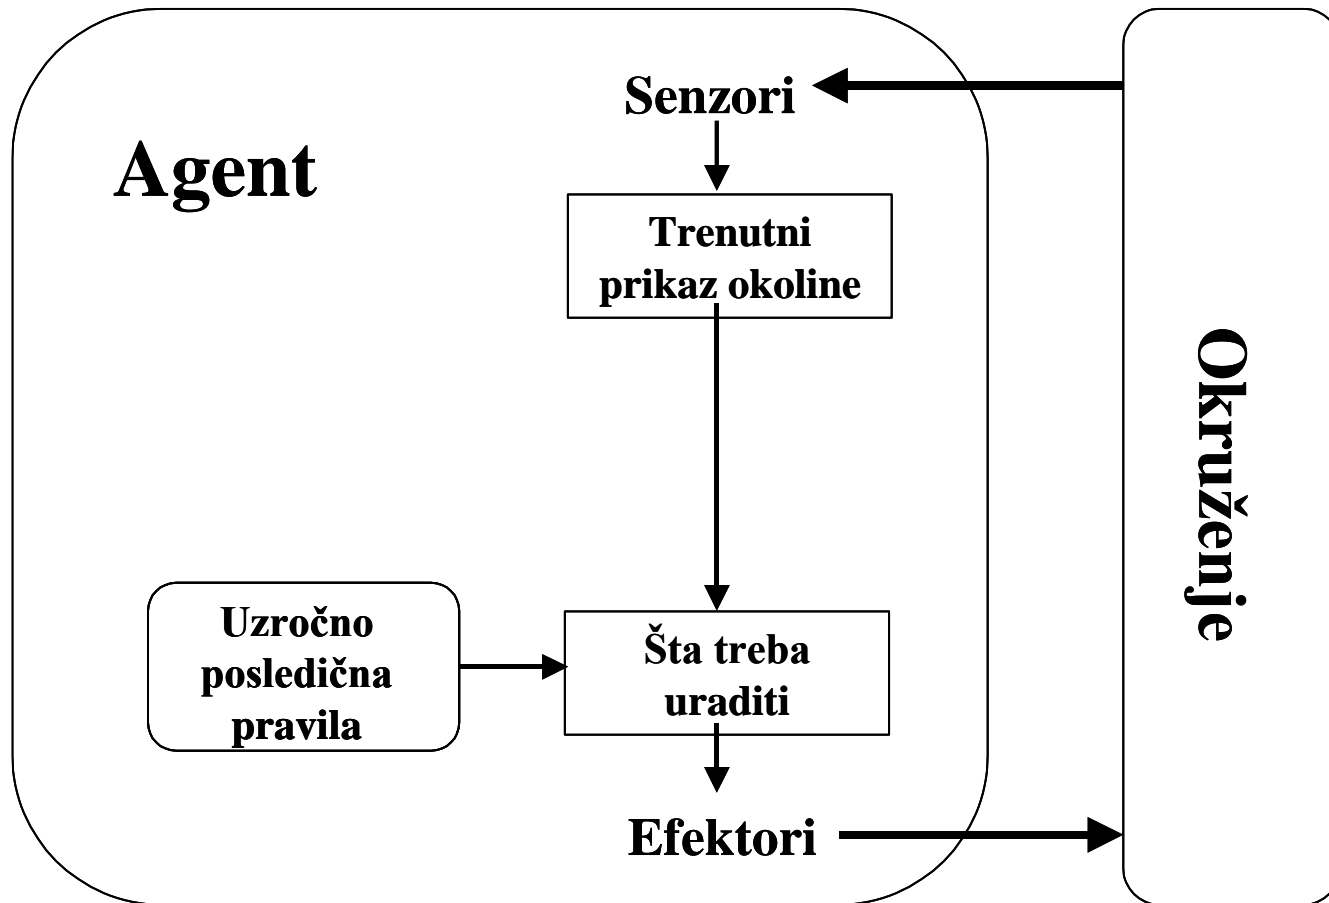 Agent
Senzori
Trenutni
prikaz okoline
Uzročno
posledična
pravila
Šta treba
uraditi
Efektori
Okruženje